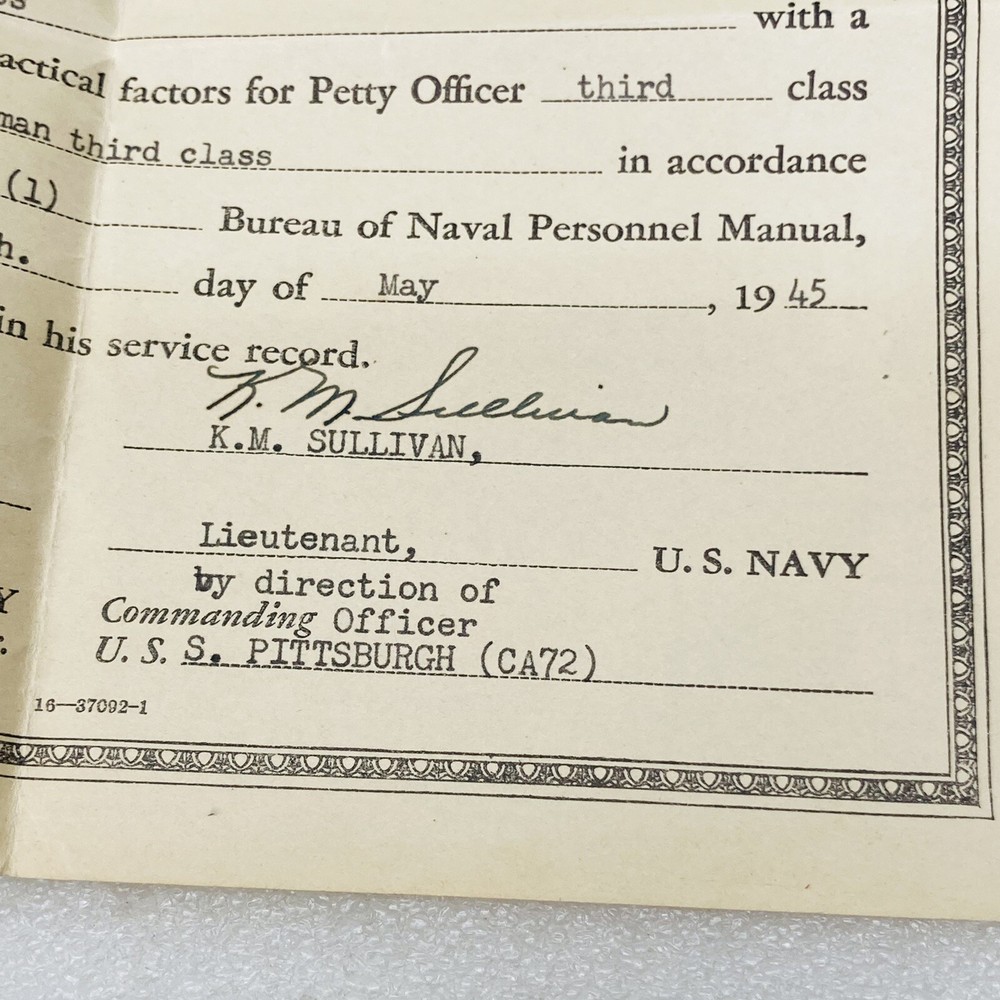 with a
actical factors for Petty Officer third class
man third class in accordance
(1) Bureau of Naval Personnel Manual,
h. day of May, 1945
in his service record.
K. M. Sullivan
K.M. SULLIVAN,
Lieutenant, U. S. NAVY
by direction of
Commanding Officer
U. S. S. PITTSBURGH (CA72)
Y
16—37092-1